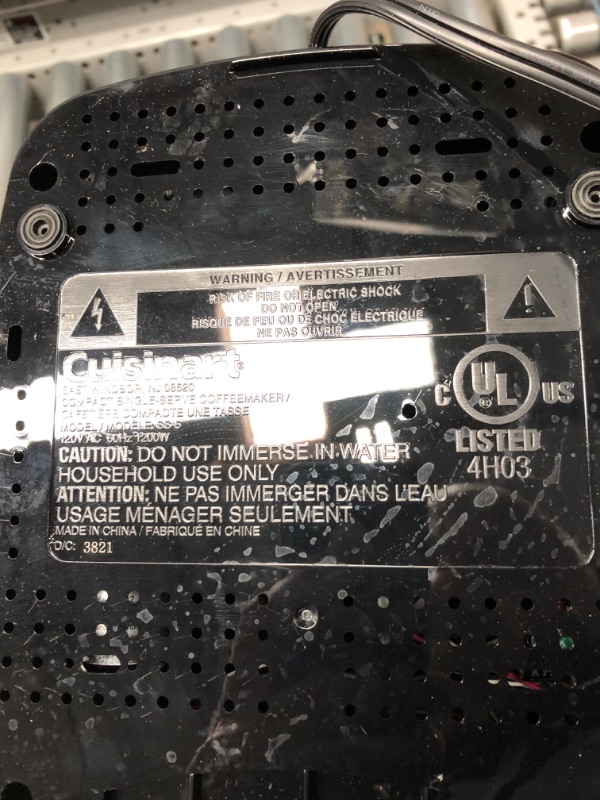 WARNING / AVERTISSEMENT
RISK OF FIRE OR ELECTRIC SHOCK
DO NOT OPEN
RISQUE DE FEU OU DE CHOC ÉLECTRIQUE
NE PAS OUVRIR
Cuisinart®
EAST WINDSOR, NJ 08520
COMPACT SINGLE-SERVE COFFEEMAKER /
CAFETIÈRE COMPACTE UNE TASSE
MODEL / MODÈLE: SS-5
120V AC 60Hz 1200W
CAUTION: DO NOT IMMERSE IN WATER
HOUSEHOLD USE ONLY
ATTENTION: NE PAS IMMERGER DANS L'EAU
USAGE MÉNAGER SEULEMENT
MADE IN CHINA / FABRIQUÉ EN CHINE
D/C: 3821
C UL® US
LISTED
4H03